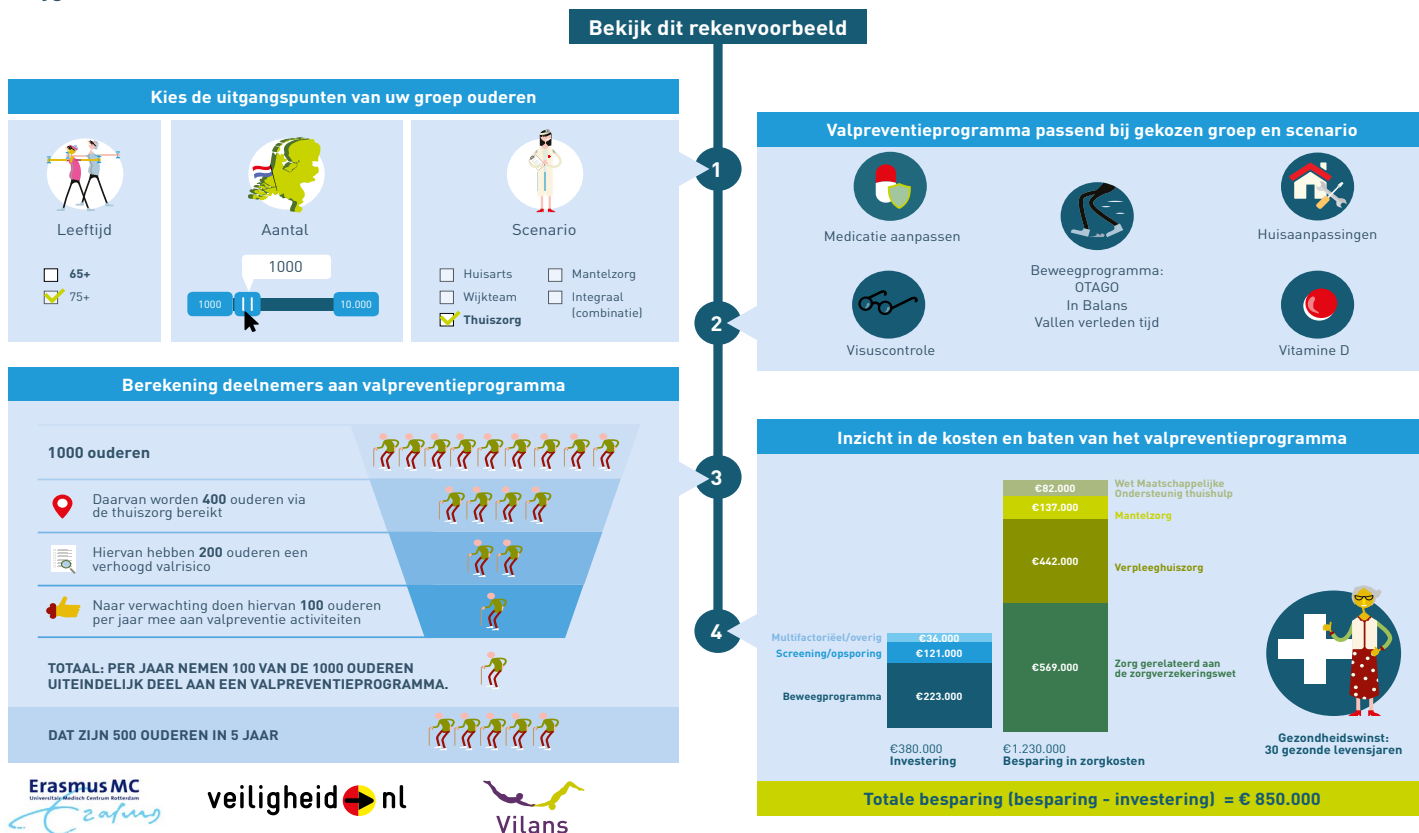 Bekijk dit rekenvoorbeeld
Kies de uitgangspunten van uw groep ouderen
Leeftijd
65+
75+
Aantal
1000
1000
10.000
Scenario
Huisarts
Wijkteam
Thuiszorg
Mantelzorg
Integraal
(combinatie)
1
Valpreventieprogramma passend bij gekozen groep en scenario
Medicatie aanpassen
Visuscontrole
Beweegprogramma:
OTAGO
In Balans
Vallen verleden tijd
Huisaanpassingen
Vitamine D
2
Berekening deelnemers aan valpreventieprogramma
1000 ouderen
Daarvan worden 400 ouderen via
de thuiszorg bereikt
Hiervan hebben 200 ouderen een
verhoogd valrisico
Naar verwachting doen hiervan 100 ouderen
per jaar mee aan valpreventie activiteiten
TOTAAL: PER JAAR NEMEN 100 VAN DE 1000 OUDEREN
UITEINDELIJK DEEL AAN EEN VALPREVENTIEPROGRAMMA.
DAT ZIJN 500 OUDEREN IN 5 JAAR
3
Inzicht in de kosten en baten van het valpreventieprogramma
4
Multifactoriëel/overig
€36.000
Screening/opsporing
€121.000
Beweegprogramma
€223.000
€380.000
Investering
€82.000
Wet Maatschappelijke
Ondersteunig thuishulp
€137.000
Mantelzorg
€442.000
Verpleeghuiszorg
€569.000
Zorg gerelateerd aan
de zorgverzekeringswet
€1.230.000
Besparing in zorgkosten
Gezondheidswinst:
30 gezonde levensjaren
Totale besparing (besparing - investering) = € 850.000
Erasmus MC
Universitair Medisch Centrum Rotterdam
Erasmus
veiligheid nl
Vilans